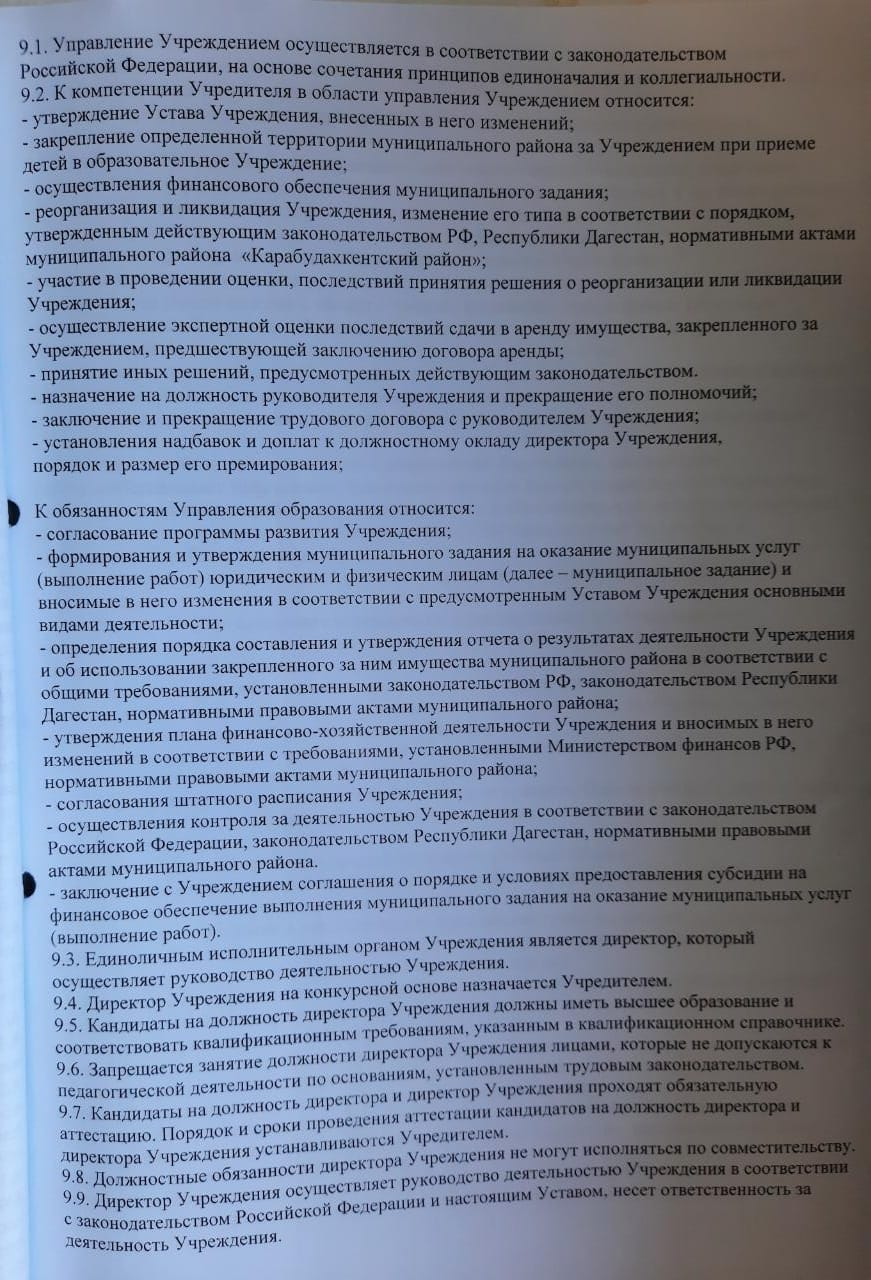 9.1. Управление Учреждением осуществляется в соответствии с законодательством
Российской Федерации, на основе сочетания принципов единоначалия и коллегиальности.
9.2. К компетенции Учредителя в области управления Учреждением относится:
- утверждение Устава Учреждения, внесенных в него изменений;
- закрепление определенной территории муниципального района за Учреждением при приеме
детей в образовательное Учреждение;
- осуществления финансового обеспечения муниципального задания;
- реорганизация и ликвидация Учреждения, изменение его типа в соответствии с порядком,
утвержденным действующим законодательством РФ, Республики Дагестан, нормативными актами
муниципального района «Карабудахкентский район»;
- участие в проведении оценки, последствий принятия решения о реорганизации или ликвидации
Учреждения;
- осуществление экспертной оценки последствий сдачи в аренду имущества, закрепленного за
Учреждением, предшествующей заключению договора аренды;
- принятие иных решений, предусмотренных действующим законодательством.
- назначение на должность руководителя Учреждения и прекращение его полномочий;
- заключение и прекращение трудового договора с руководителем Учреждения;
- установления надбавок и доплат к должностному окладу директора Учреждения,
порядок и размер его премирования;
К обязанностям Управления образования относится:
- согласование программы развития Учреждения;
- формирования и утверждения муниципального задания на оказание муниципальных услуг
(выполнение работ) юридическим и физическим лицам (далее – муниципальное задание) и
вносимые в него изменения в соответствии с предусмотренным Уставом Учреждения основными
видами деятельности;
- определения порядка составления и утверждения отчета о результатах деятельности Учреждения
и об использовании закрепленного за ним имущества муниципального района в соответствии с
общими требованиями, установленными законодательством РФ, законодательством Республики
Дагестан, нормативными правовыми актами муниципального района;
- утверждения плана финансово-хозяйственной деятельности Учреждения и вносимых в него
изменений в соответствии с требованиями, установленными Министерством финансов РФ,
нормативными правовыми актами муниципального района;
- согласования штатного расписания Учреждения;
- осуществления контроля за деятельностью Учреждения в соответствии с законодательством
Российской Федерации, законодательством Республики Дагестан, нормативными правовыми
актами муниципального района.
- заключение с Учреждением соглашения о порядке и условиях предоставления субсидии на
финансовое обеспечение выполнения муниципального задания на оказание муниципальных услуг
(выполнение работ).
9.3. Единоличным исполнительным органом Учреждения является директор, который
осуществляет руководство деятельностью Учреждения.
9.4. Директор Учреждения на конкурсной основе назначается Учредителем.
9.5. Кандидаты на должность директора Учреждения должны иметь высшее образование и
соответствовать квалификационным требованиям, указанным в квалификационном справочнике.
9.6. Запрещается занятие должности директора Учреждения лицами, которые не допускаются к
педагогической деятельности по основаниям, установленным трудовым законодательством.
9.7. Кандидаты на должность директора и директор Учреждения проходят обязательную
аттестацию. Порядок и сроки проведения аттестации кандидатов на должность директора и
директора Учреждения устанавливаются Учредителем.
9.8. Должностные обязанности директора Учреждения не могут исполняться по совместительству.
9.9. Директор Учреждения осуществляет руководство деятельностью Учреждения в соответствии
с законодательством Российской Федерации и настоящим Уставом, несет ответственность за
деятельность Учреждения.